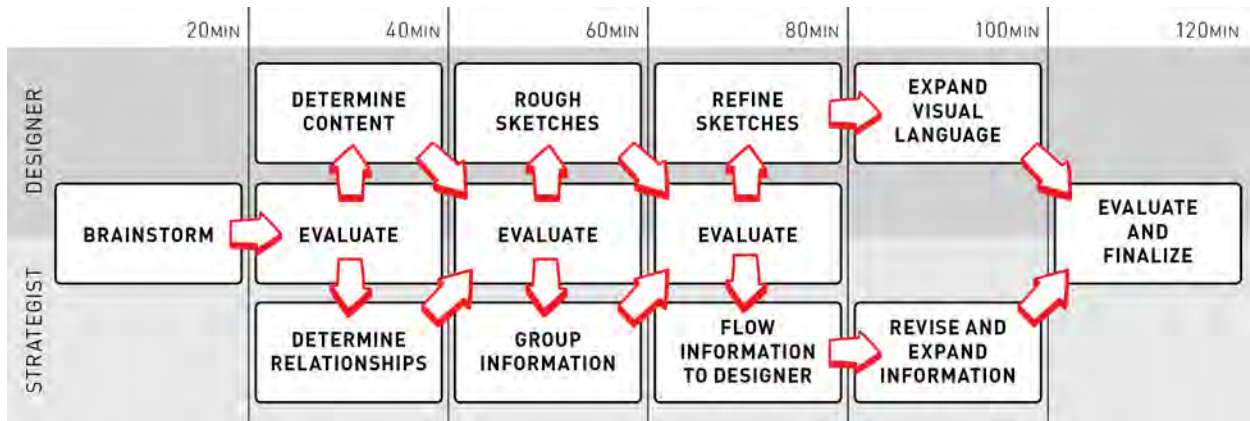 20MIN
40MIN
60MIN
80MIN
100MIN
120MIN
DESIGNER
STRATEGIST
BRAINSTORM
DETERMINE
CONTENT
EVALUATE
DETERMINE
RELATIONSHIPS
ROUGH
SKETCHES
EVALUATE
GROUP
INFORMATION
REFINE
SKETCHES
EVALUATE
FLOW
INFORMATION
TO DESIGNER
EXPAND
VISUAL
LANGUAGE
REVISE AND
EXPAND
INFORMATION
EVALUATE
AND
FINALIZE